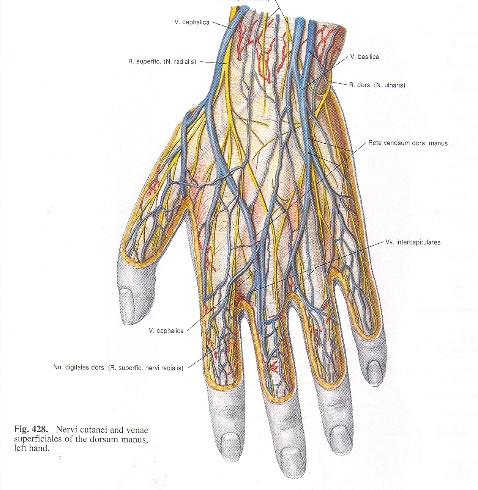 V. cephalica
R. superfic. (N. radialis)
V. basilica
R. dors. (N. ulnaris)
Rete venosum dors. manus
Vv. intercapitulares
V. cephalica
Nn. digitales dors. (R. superfic. nervi radialis)
Fig. 428. Nervi cutanei and venae
superficiales of the dorsum manus,
left hand.